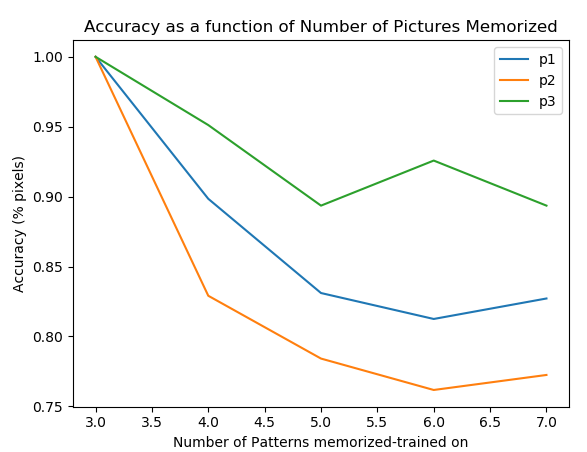 Accuracy as a function of Number of Pictures Memorized
p1
p2
p3
1.00
0.95
0.90
0.85
0.80
0.75
Accuracy (% pixels)
3.0 3.5 4.0 4.5 5.0 5.5 6.0 6.5 7.0
Number of Patterns memorized-trained on